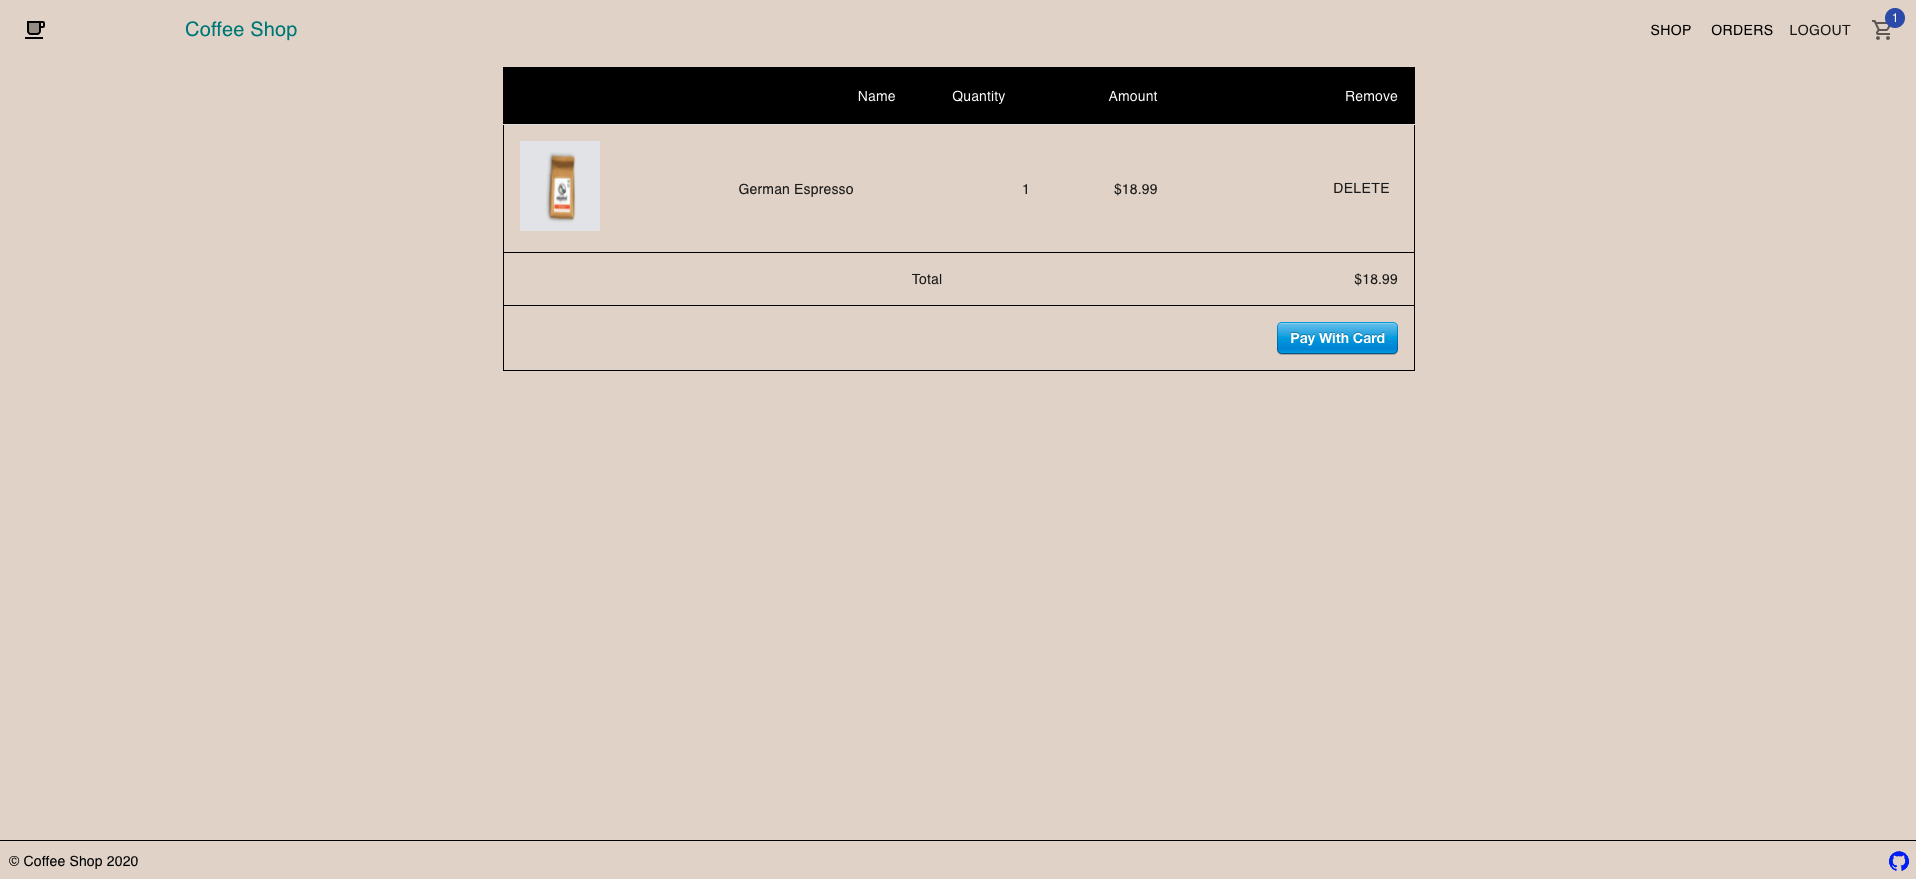 Coffee Shop
SHOP ORDERS LOGOUT 1
Name Quantity Amount Remove
German Espresso 1 $18.99 DELETE
Total $18.99
Pay With Card
© Coffee Shop 2020